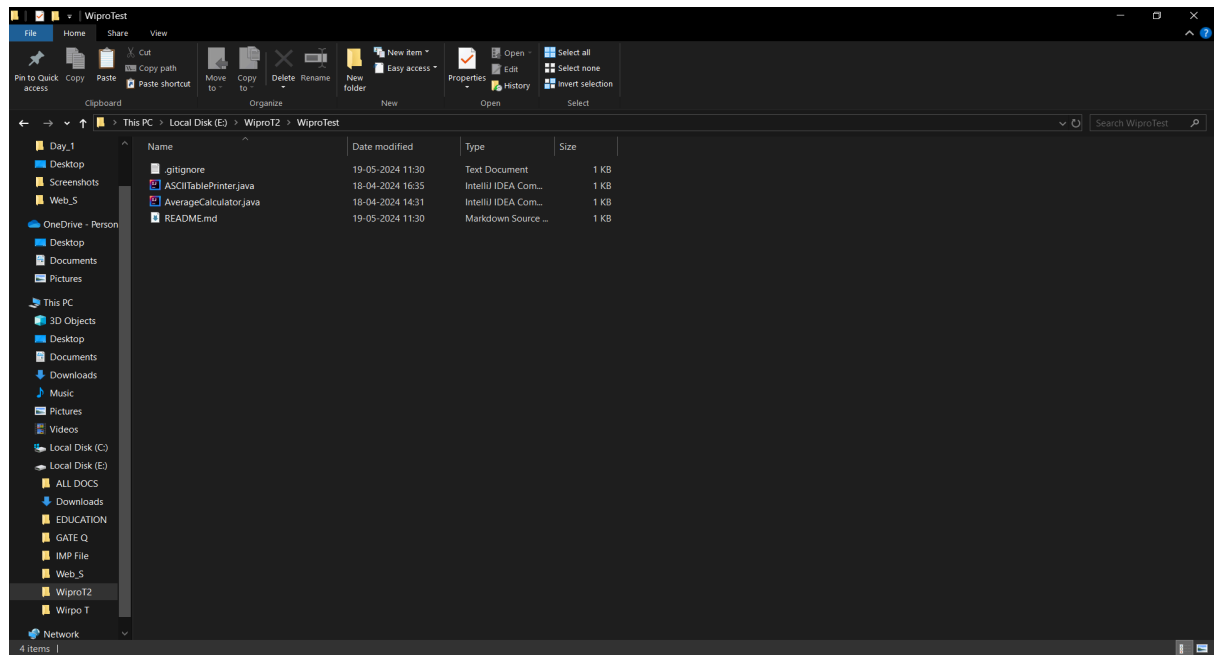 WiproTest
File Home Share View
Pin to Quick access
Copy
Paste
Cut
Copy path
Paste shortcut
Clipboard
Move to
Copy to
Delete
Rename
Organize
New folder
New item
Easy access
New
Properties
Open
Edit
History
Open
Select all
Select none
Invert selection
Select
This PC > Local Disk (E:) > WiproT2 > WiproTest
Search WiproTest
Name Date modified Type Size
.gitignore 19-05-2024 11:30 Text Document 1 KB
ASCIITablePrinter.java 18-04-2024 16:35 IntelliJ IDEA Com... 1 KB
AverageCalculator.java 18-04-2024 14:31 IntelliJ IDEA Com... 1 KB
README.md 19-05-2024 11:30 Markdown Source ... 1 KB
Day_1
Desktop
Screenshots
Web_S
OneDrive - Person
Desktop
Documents
Pictures
This PC
3D Objects
Desktop
Documents
Downloads
Music
Pictures
Videos
Local Disk (C:)
Local Disk (E:)
ALL DOCS
Downloads
EDUCATION
GATE Q
IMP File
Web_S
WiproT2
Wirpo T
Network
4 items